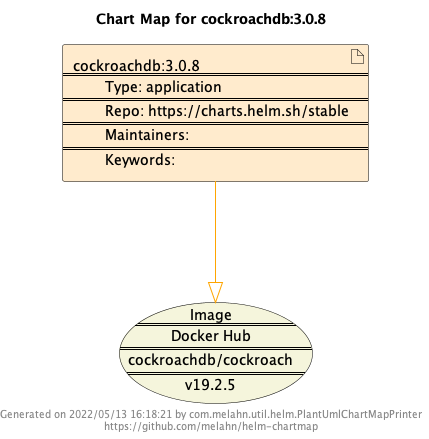 Chart Map for cockroachdb:3.0.8
cockroachdb:3.0.8
Type: application
Repo: https://charts.helm.sh/stable
Maintainers:
Keywords:
Image
Docker Hub
cockroachdb/cockroach
v19.2.5
Generated on 2022/05/13 16:18:21 by com.melahn.util.helm.PlantUmlChartMapPrinter
https://github.com/melahn/helm-chartmap